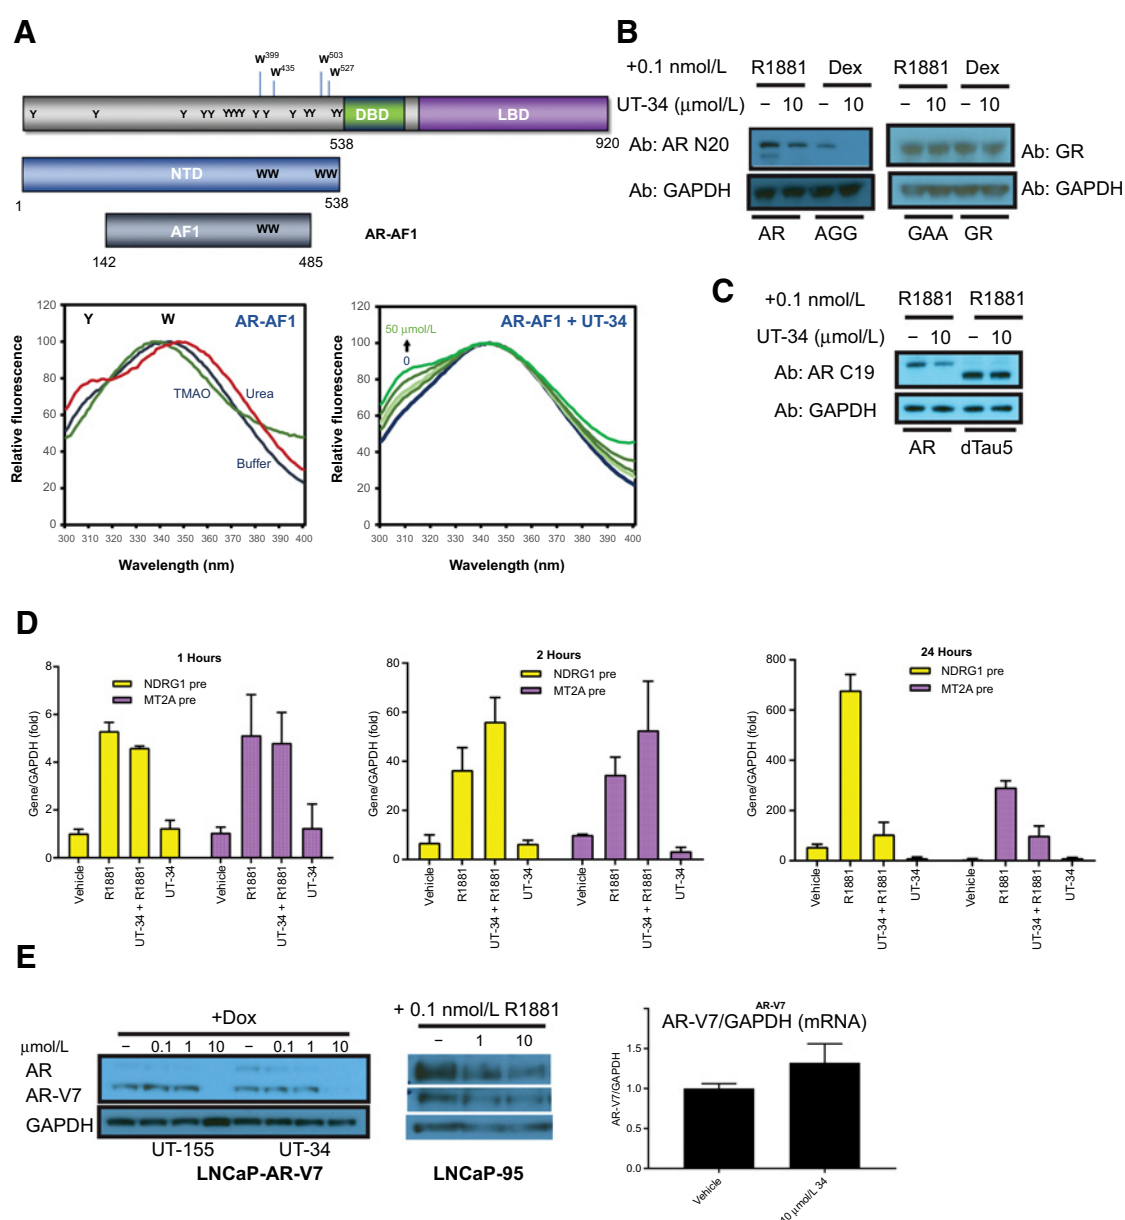 A
W399
W435
W503
W527
Y Y Y YY YYYY Y Y Y YY YY DBD LBD
538
920
NTD WW WW
1
538
AF1 WW
AR-AF1
142
485
120
100
80
60
40
20
0
Relative fluorescence
Y W AR-AF1
TMAO
Urea
Buffer
300 310 320 330 340 350 360 370 380 390 400
Wavelength (nm)
120
100
80
60
40
20
0
Relative fluorescence
AR-AF1 + UT-34
50 µmol/L
0
300 310 320 330 340 350 360 370 380 390 400
Wavelength (nm)
B
+0.1 nmol/L R1881 Dex R1881 Dex
UT-34 (µmol/L) – 10 – 10 – 10 – 10
Ab: AR N20
Ab: GR
Ab: GAPDH
Ab: GAPDH
AR AGG GAA GR
C
+0.1 nmol/L R1881 R1881
UT-34 (µmol/L) – 10 – 10
Ab: AR C19
Ab: GAPDH
AR dTau5
D
1 Hours
NDRG1 pre
MT2A pre
Gene/GAPDH (fold)
8
6
4
2
0
Vehicle
R1881
UT-34 + R1881
UT-34
Vehicle
R1881
UT-34 + R1881
UT-34
2 Hours
NDRG1 pre
MT2A pre
Gene/GAPDH (fold)
80
60
40
20
0
Vehicle
R1881
UT-34 + R1881
UT-34
Vehicle
R1881
UT-34 + R1881
UT-34
24 Hours
NDRG1 pre
MT2A pre
Gene/GAPDH (fold)
800
600
400
200
0
Vehicle
R1881
UT-34 + R1881
UT-34
Vehicle
R1881
UT-34 + R1881
UT-34
E
+Dox
µmol/L – 0.1 1 10 – 0.1 1 10
AR
AR-V7
GAPDH
UT-155 UT-34
LNCaP-AR-V7
+ 0.1 nmol/L R1881
– 1 10
LNCaP-95
AR-V7
AR-V7/GAPDH (mRNA)
AR-V7/GAPDH
1.5
1.0
0.5
0.0
Vehicle
10 µmol/L 34